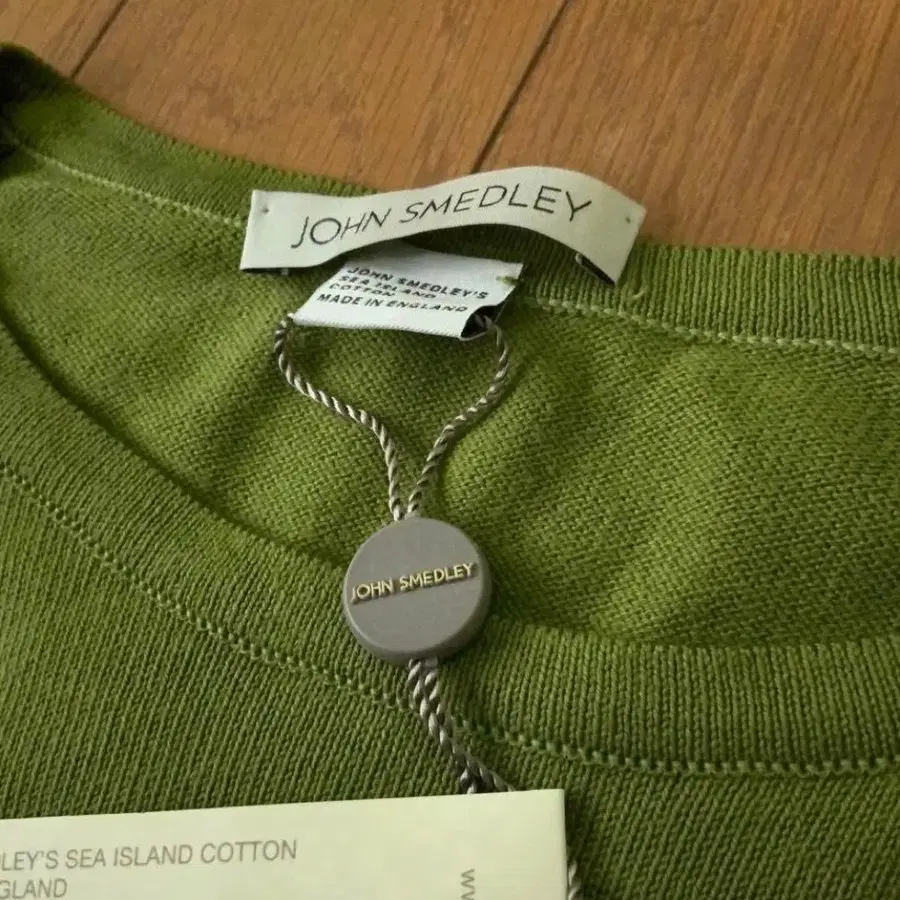 JOHN SMEDLEY
JOHN SMEDLEY'S
SEA ISLAND
COTTON
MADE IN ENGLAND
JOHN SMEDLEY
LEY'S SEA ISLAND COTTON
GLAND